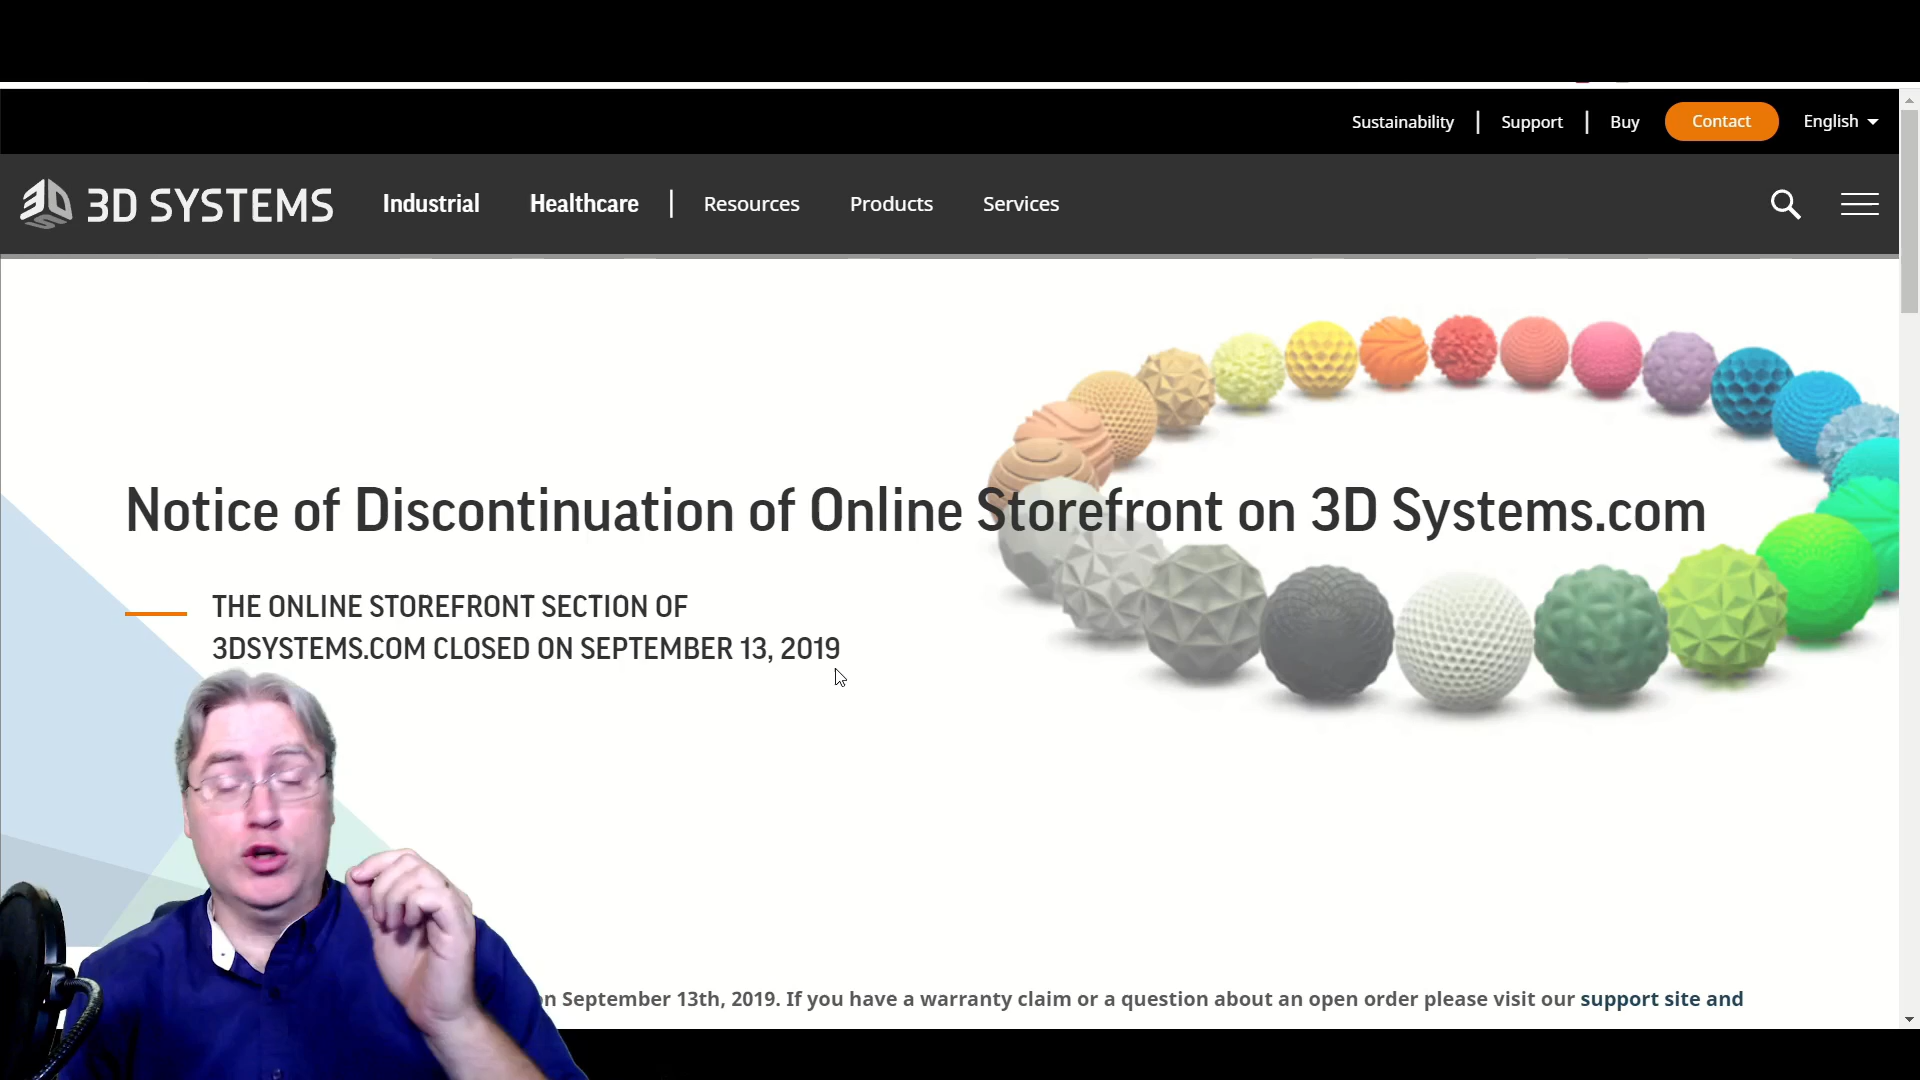 Sustainability | Support | Buy Contact English
3D SYSTEMS Industrial Healthcare | Resources Products Services
Notice of Discontinuation of Online Storefront on 3D Systems.com
THE ONLINE STOREFRONT SECTION OF
3DSYSTEMS.COM CLOSED ON SEPTEMBER 13, 2019
on September 13th, 2019. If you have a warranty claim or a question about an open order please visit our support site and